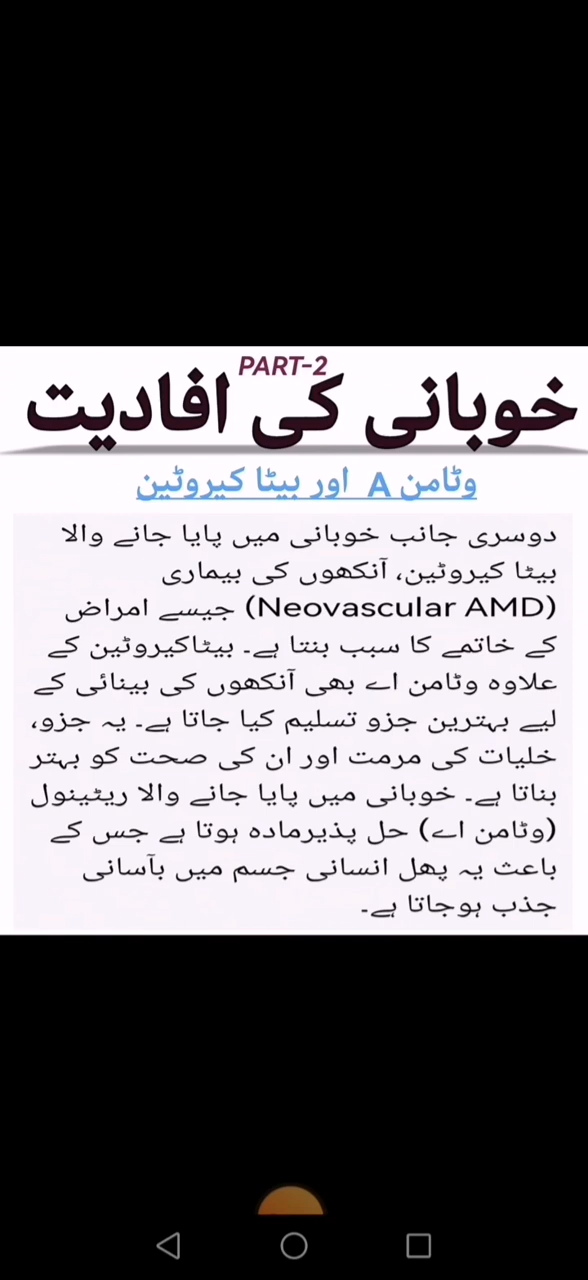 PART-2
خوبانی کی افادیت
وٹامن A اور بیٹا کیروٹین
دوسری جانب خوبانی میں پایا جانے والا
بیٹا کیروٹین، آنکھوں کی بیماری
(Neovascular AMD) جیسے امراض
کے خاتمے کا سبب بنتا ہے۔ بیٹاکیروٹین کے
علاوہ وٹامن اے بھی آنکھوں کی بینائی کے
لیے بہترین جزو تسلیم کیا جاتا ہے۔ یہ جزو،
خلیات کی مرمت اور ان کی صحت کو بہتر
بناتا ہے۔ خوبانی میں پایا جانے والا ریٹینول
(وٹامن اے) حل پذیرمادہ ہوتا ہے جس کے
باعث یہ پھل انسانی جسم میں بآسانی
جذب ہوجاتا ہے۔